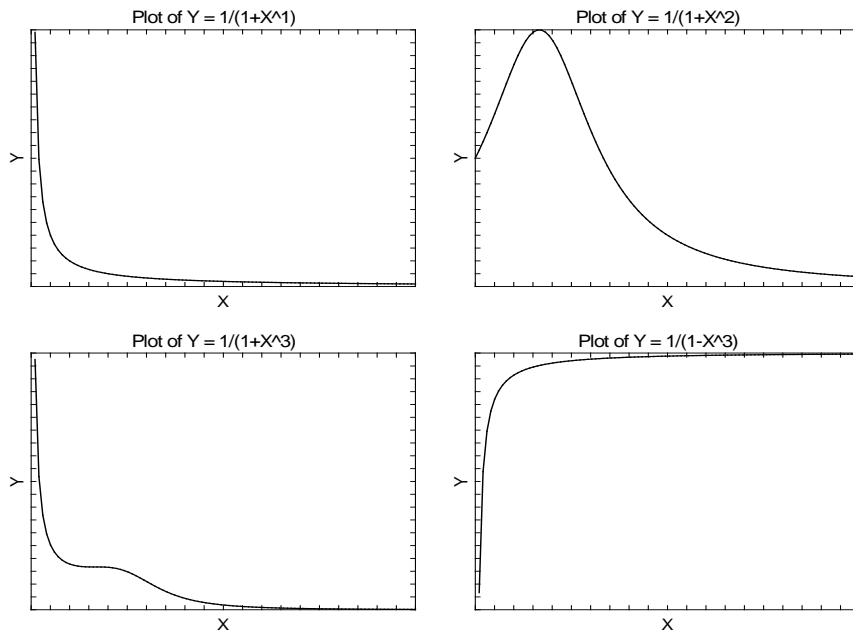 Plot of Y = 1/(1+X^1)
Y
X
Plot of Y = 1/(1+X^2)
Y
X
Plot of Y = 1/(1+X^3)
Y
X
Plot of Y = 1/(1-X^3)
Y
X